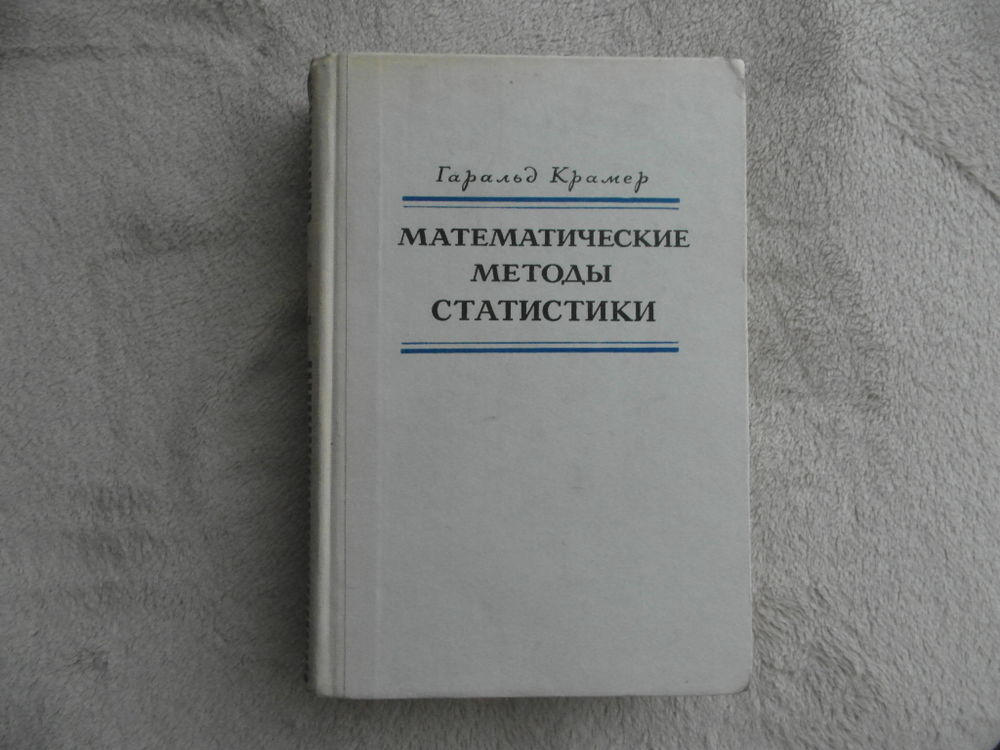 Гаральд Крамер
МАТЕМАТИЧЕСКИЕ
МЕТОДЫ
СТАТИСТИКИ